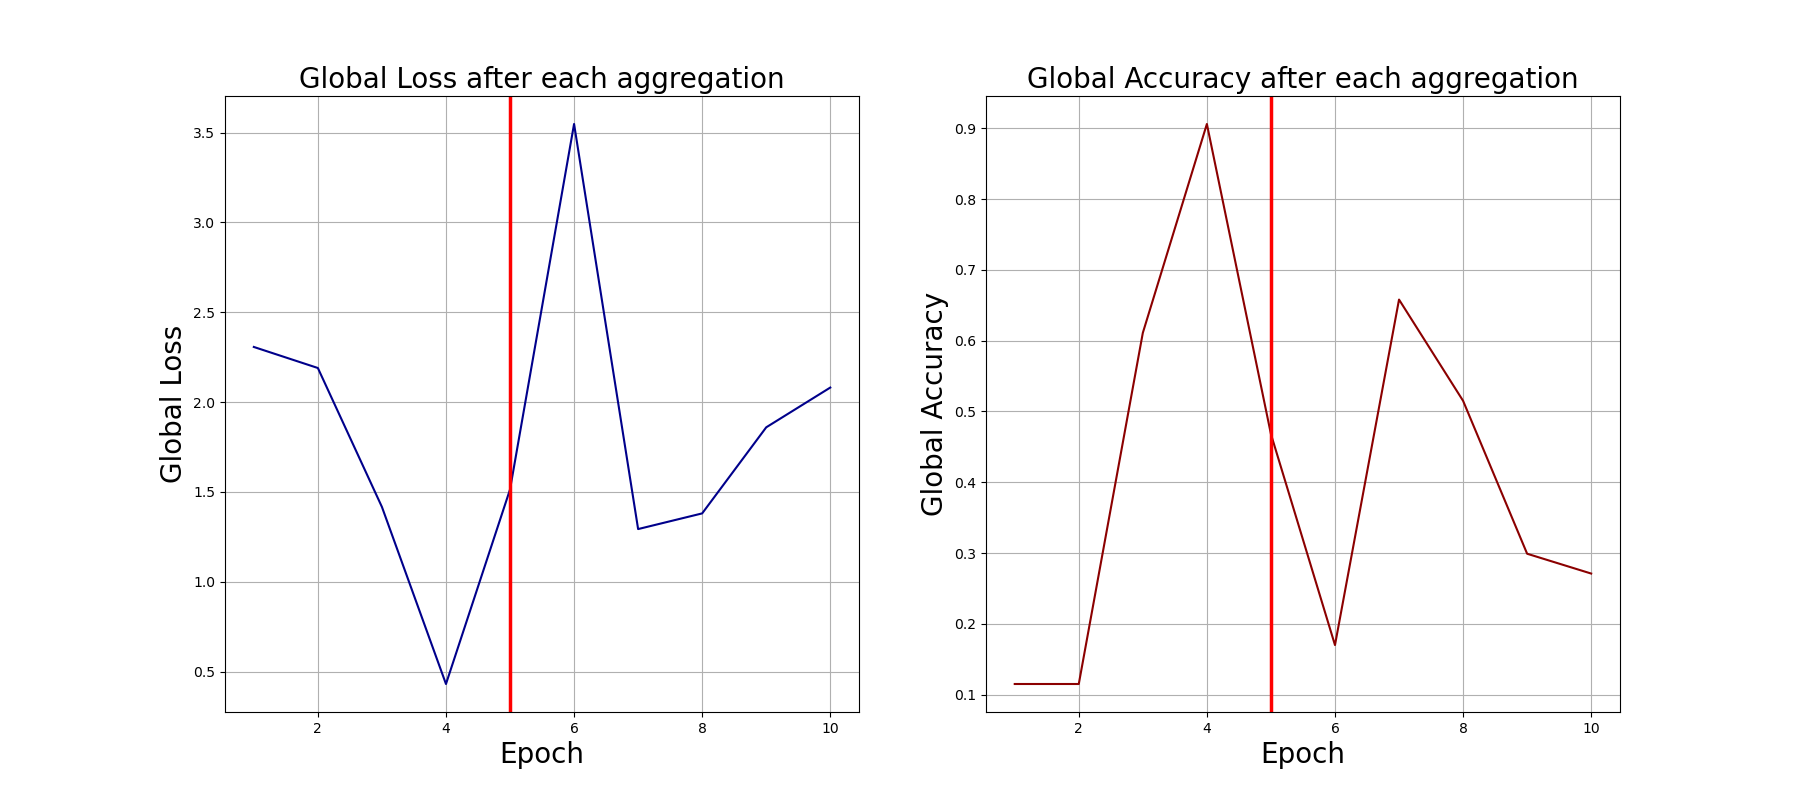 Global Loss after each aggregation
Global Loss
3.5
3.0
2.5
2.0
1.5
1.0
0.5
2 4 6 8 10
Epoch
Global Accuracy after each aggregation
Global Accuracy
0.9
0.8
0.7
0.6
0.5
0.4
0.3
0.2
0.1
2 4 6 8 10
Epoch